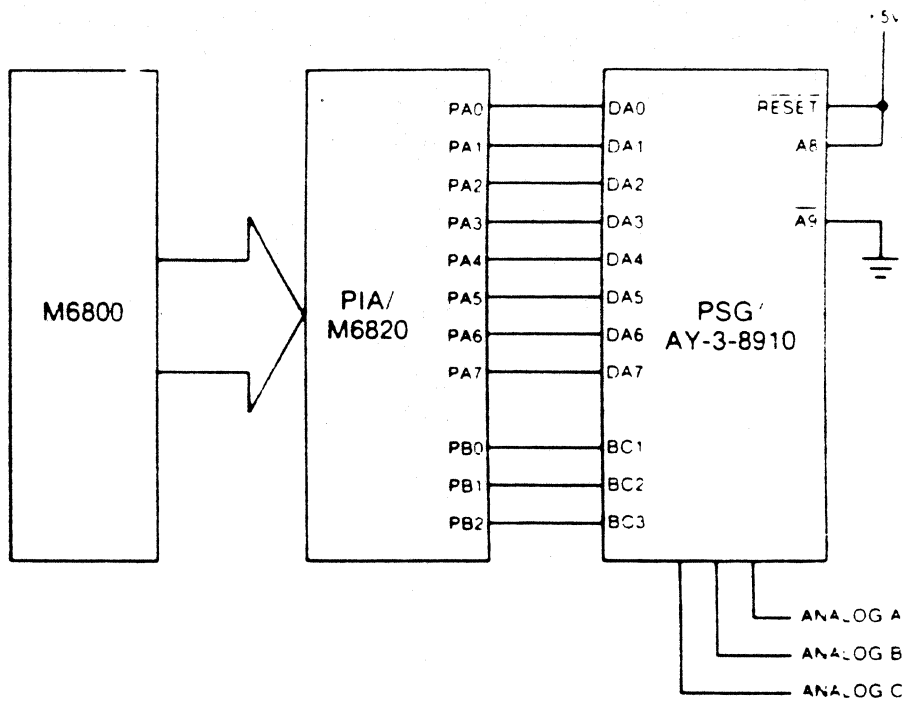 +5v
M6800
PIA/
M6820
PA0
PA1
PA2
PA3
PA4
PA5
PA6
PA7
PB0
PB1
PB2
PSG/
AY-3-8910
DA0
DA1
DA2
DA3
DA4
DA5
DA6
DA7
BC1
BC2
BC3
RESET
A8
A9
ANALOG A
ANALOG B
ANALOG C